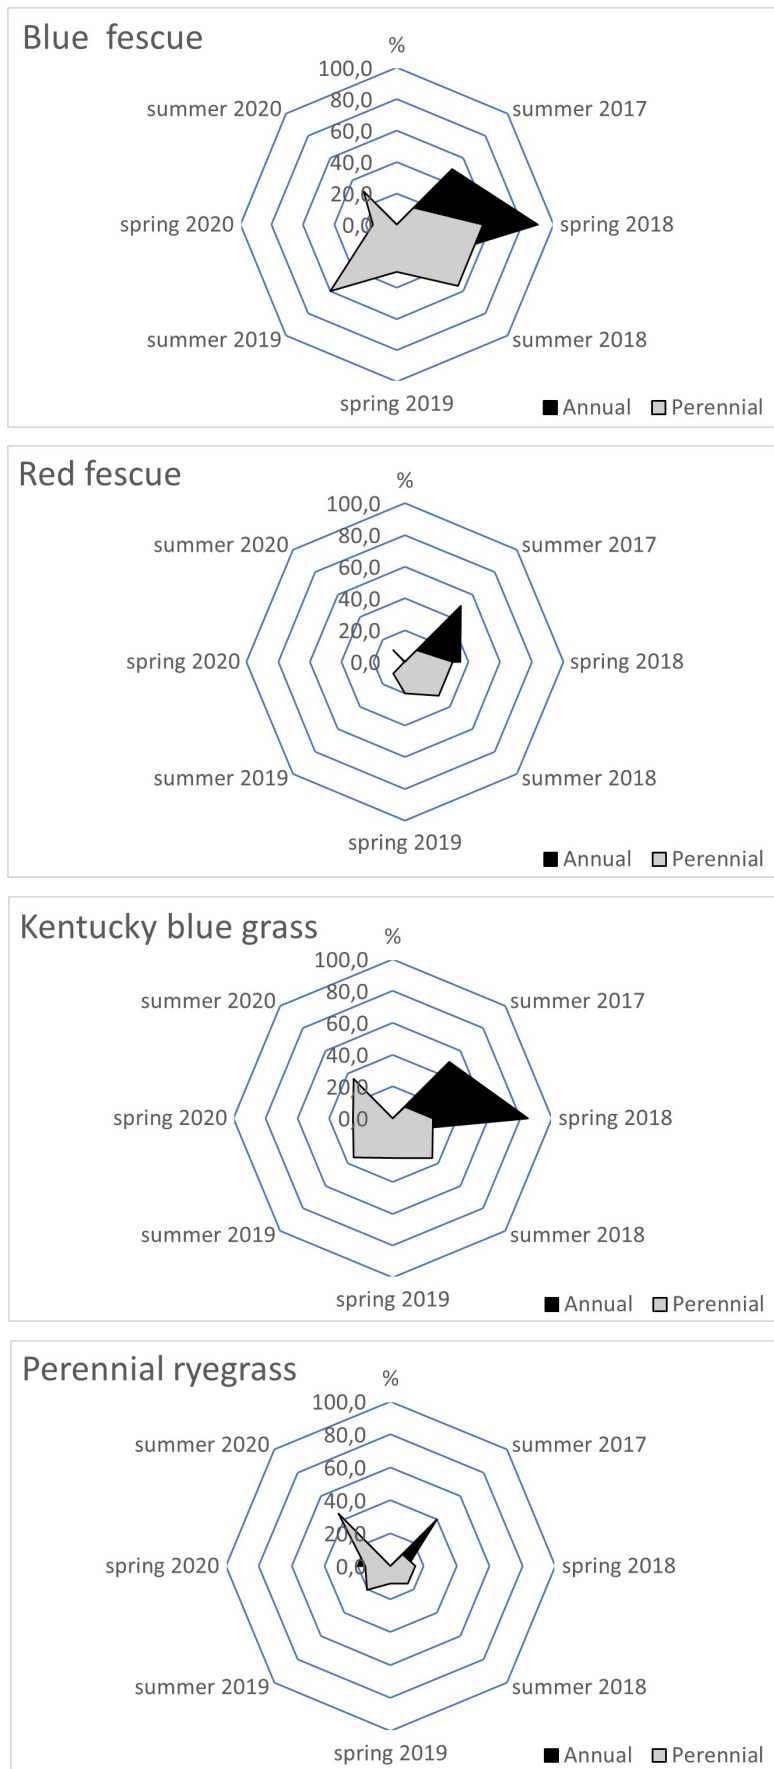 Blue fescue
%
100,0
80,0
60,0
40,0
20,0
0,0
summer 2020
summer 2017
spring 2020
spring 2018
summer 2019
summer 2018
spring 2019
Annual Perennial
Red fescue
%
100,0
80,0
60,0
40,0
20,0
0,0
summer 2020
summer 2017
spring 2020
spring 2018
summer 2019
summer 2018
spring 2019
Annual Perennial
Kentucky blue grass
%
100,0
80,0
60,0
40,0
20,0
0,0
summer 2020
summer 2017
spring 2020
spring 2018
summer 2019
summer 2018
spring 2019
Annual Perennial
Perennial ryegrass
%
100,0
80,0
60,0
40,0
20,0
0,0
summer 2020
summer 2017
spring 2020
spring 2018
summer 2019
summer 2018
spring 2019
Annual Perennial